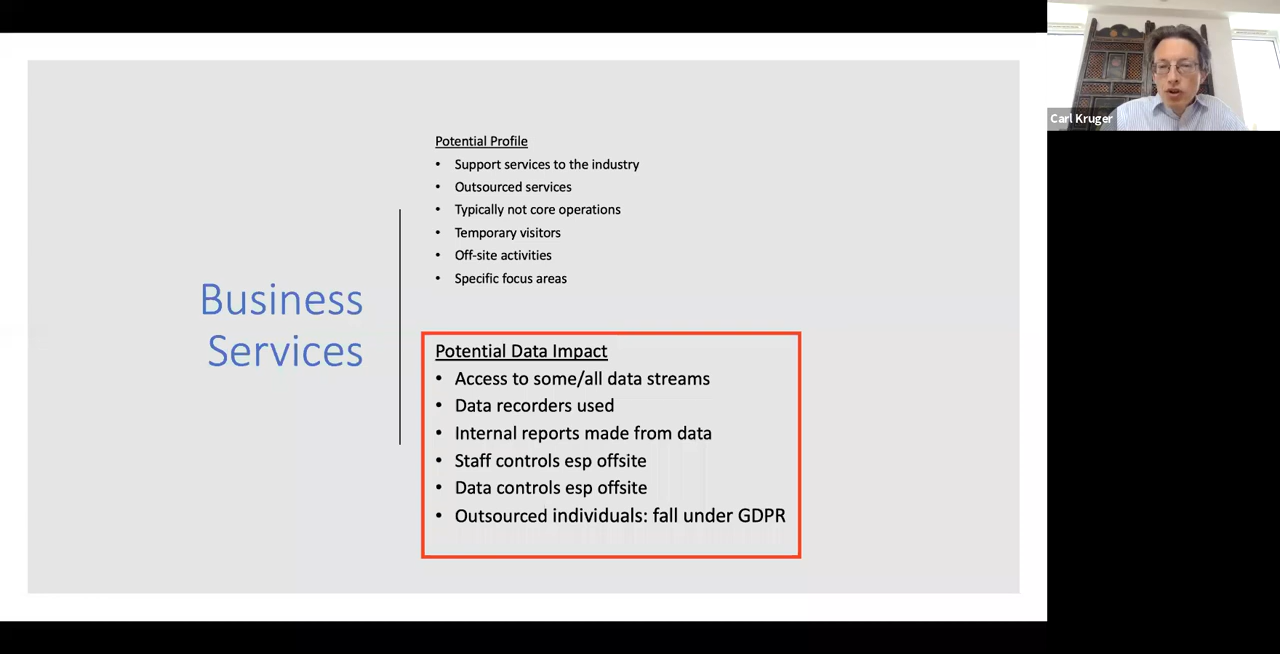 Business
Services
Potential Profile
• Support services to the industry
• Outsourced services
• Typically not core operations
• Temporary visitors
• Off-site activities
• Specific focus areas
Potential Data Impact
• Access to some/all data streams
• Data recorders used
• Internal reports made from data
• Staff controls esp offsite
• Data controls esp offsite
• Outsourced individuals: fall under GDPR
Carl Kruger